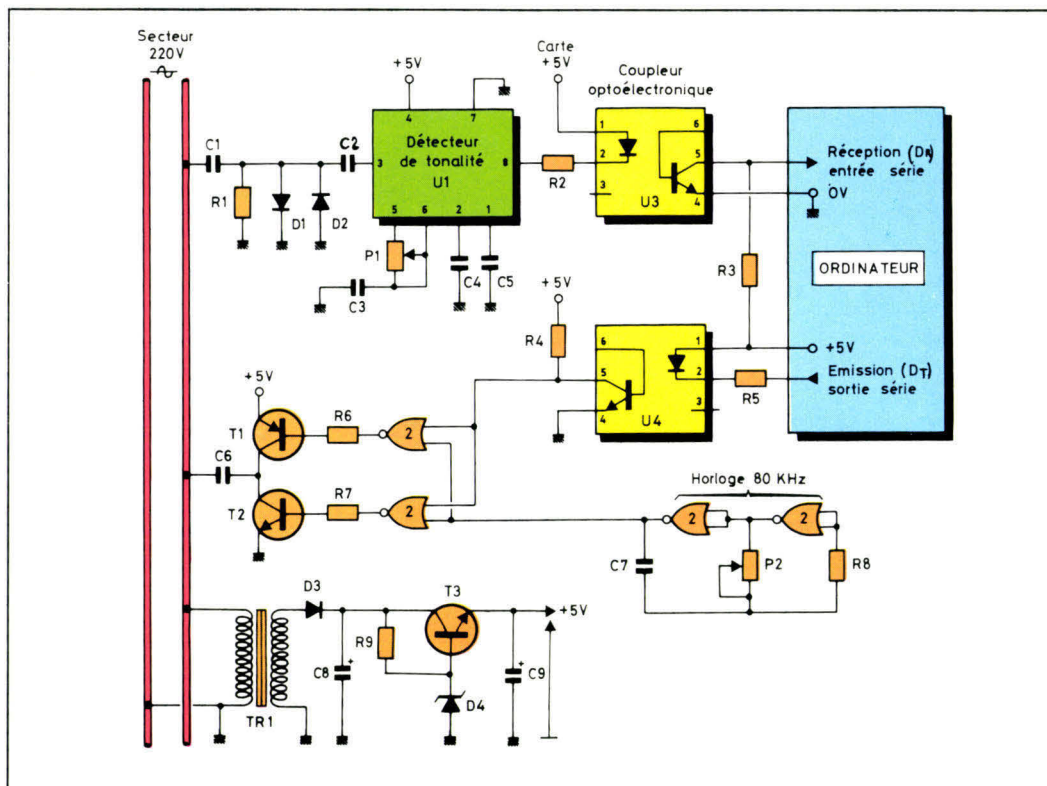 Secteur
220V
C1
R1
D1
D2
C2
+5V
4
7
3
Détecteur
de tonalité
U1
8
5
6
2
1
P1
C3
C4
C5
R2
Carte
+5V
Coupleur
optoélectronique
1
2
3
6
5
4
U3
Réception (DR)
entrée série
0V
R3
ORDINATEUR
+5V
Emission (DT)
sortie série
+5V
R4
6
5
4
1
2
3
U4
R5
+5V
T1
R6
2
C6
T2
R7
2
Horloge 80 KHz
2
2
C7
P2
R8
TR1
D3
C8
+
R9
T3
D4
+
C9
+5V